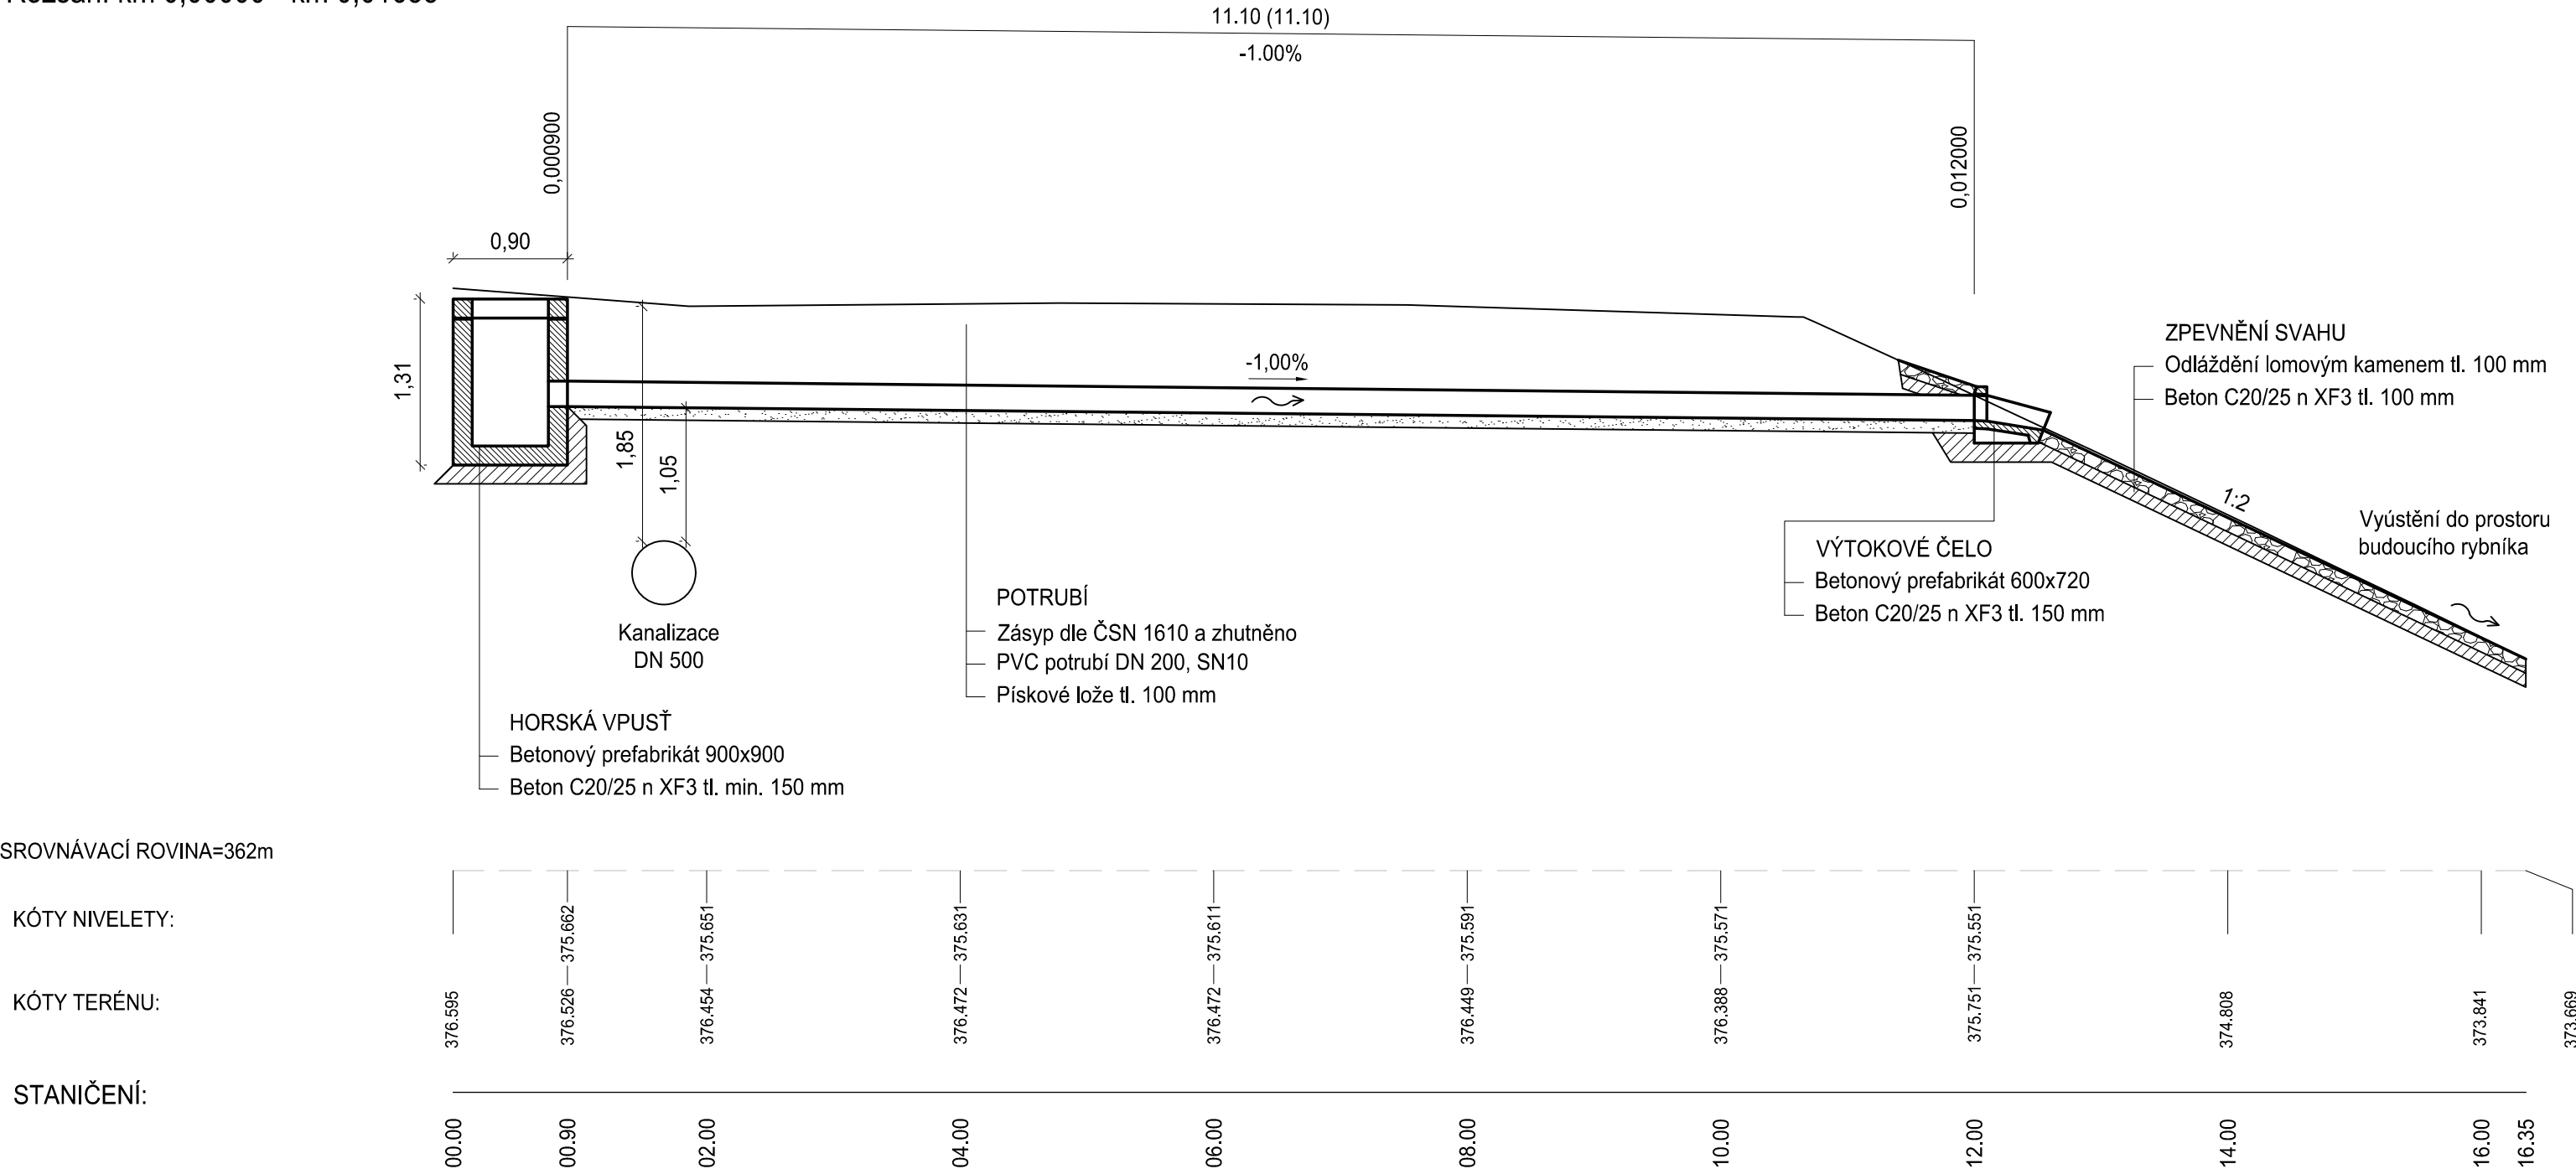 11.10 (11.10)
-1.00%
0,000900
0,012000
0,90
1,31
-1,00%
1,85
1,05
ZPEVNĚNÍ SVAHU
Odláždění lomovým kamenem tl. 100 mm
Beton C20/25 n XF3 tl. 100 mm
1:2
Vyústění do prostoru
budoucího rybníka
VÝTOKOVÉ ČELO
Betonový prefabrikát 600x720
Beton C20/25 n XF3 tl. 150 mm
Kanalizace
DN 500
POTRUBÍ
Zásyp dle ČSN 1610 a zhutněno
PVC potrubí DN 200, SN10
Pískové lože tl. 100 mm
HORSKÁ VPUSŤ
Betonový prefabrikát 900x900
Beton C20/25 n XF3 tl. min. 150 mm
SROVNÁVACÍ ROVINA=362m
KÓTY NIVELETY:
375.662
375.651
375.631
375.611
375.591
375.571
375.551
KÓTY TERÉNU:
376.595
376.526
376.454
376.472
376.472
376.449
376.388
375.751
374.808
373.841
373.669
STANIČENÍ:
00.00
00.90
02.00
04.00
06.00
08.00
10.00
12.00
14.00
16.00
16.35